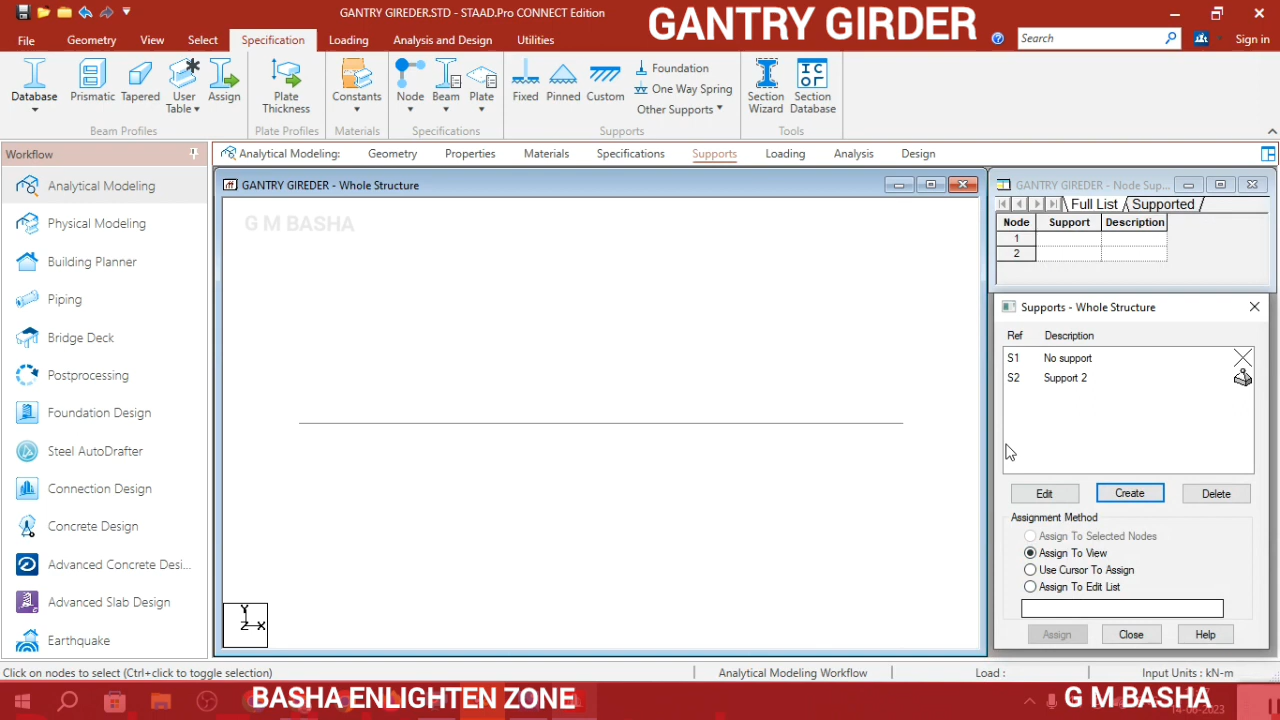 GANTRY GIREDER.STD - STAAD.Pro CONNECT Edition
GANTRY GIRDER
File
Geometry
View
Select
Specification
Loading
Analysis and Design
Utilities
Search
Sign in
Database
Prismatic
Tapered
User
Table
Assign
Beam Profiles
Plate
Thickness
Plate Profiles
Constants
Materials
Node
Beam
Plate
Specifications
Fixed
Pinned
Custom
Foundation
One Way Spring
Other Supports
Supports
Section
Wizard
Section
Database
Tools
Workflow
Analytical Modeling
Physical Modeling
Building Planner
Piping
Bridge Deck
Postprocessing
Foundation Design
Steel AutoDrafter
Connection Design
Concrete Design
Advanced Concrete Desi...
Advanced Slab Design
Earthquake
Analytical Modeling:
Geometry
Properties
Materials
Specifications
Supports
Loading
Analysis
Design
GANTRY GIREDER - Whole Structure
G M BASHA
Y
Z
X
GANTRY GIREDER - Node Sup...
Full List
Supported
Node Support Description
1
2
Supports - Whole Structure
Ref Description
S1 No support
S2 Support 2
Edit
Create
Delete
Assignment Method
Assign To Selected Nodes
Assign To View
Use Cursor To Assign
Assign To Edit List
Assign
Close
Help
Click on nodes to select (Ctrl+click to toggle selection)
Analytical Modeling Workflow
Load :
Input Units : kN-m
BASHA ENLIGHTEN ZONE
G M BASHA